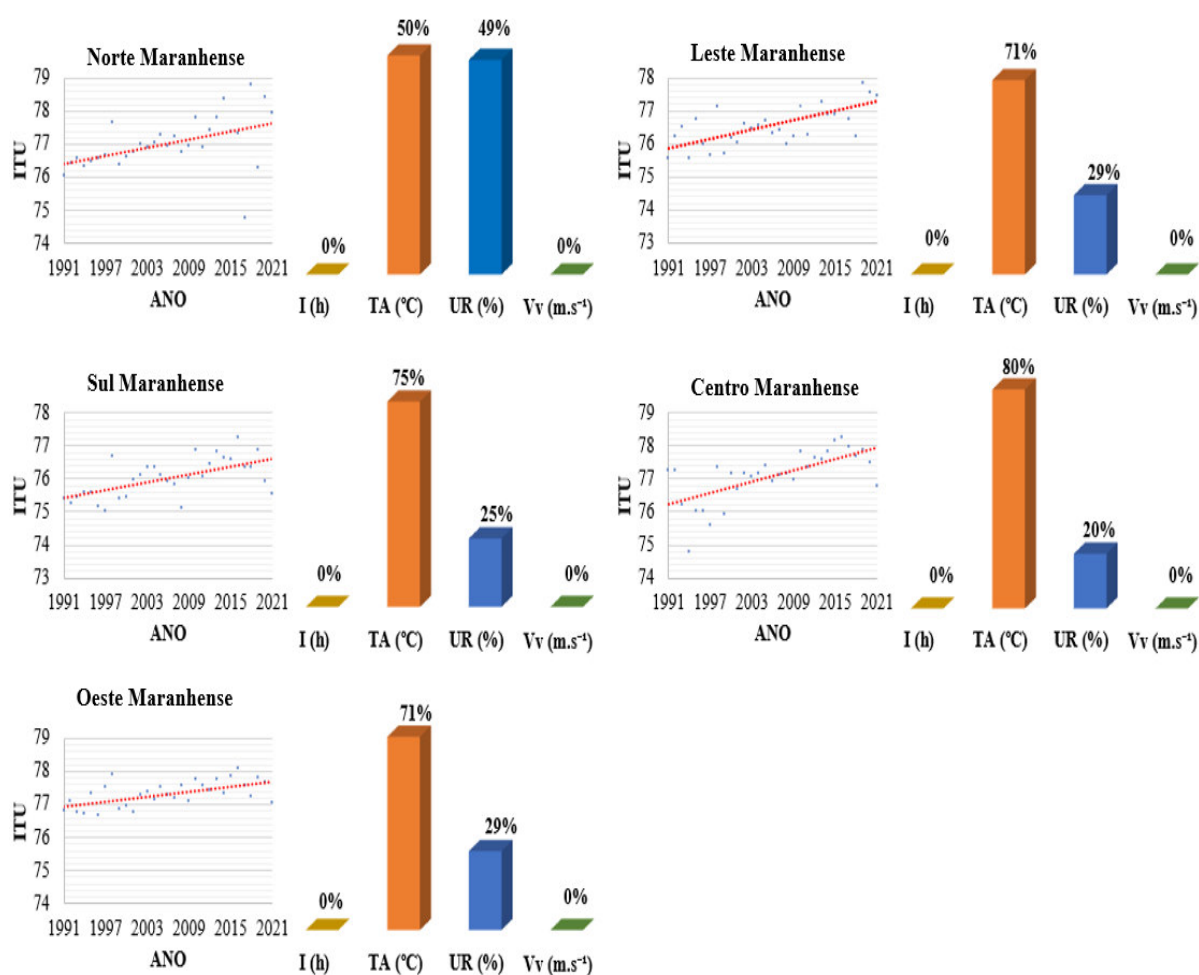 Norte Maranhense
79
78
77
76
75
74
ITU
1991 1997 2003 2009 2015 2021
ANO
0%
50%
49%
0%
I (h) TA (°C) UR (%) Vv (m.s⁻¹)
Leste Maranhense
78
77
76
75
74
73
ITU
1991 1997 2003 2009 2015 2021
ANO
0%
71%
29%
0%
I (h) TA (°C) UR (%) Vv (m.s⁻¹)
Sul Maranhense
78
77
76
75
74
73
ITU
1991 1997 2003 2009 2015 2021
ANO
0%
75%
25%
0%
I (h) TA (°C) UR (%) Vv (m.s⁻¹)
Centro Maranhense
79
78
77
76
75
74
ITU
1991 1997 2003 2009 2015 2021
ANO
0%
80%
20%
0%
I (h) TA (°C) UR (%) Vv (m.s⁻¹)
Oeste Maranhense
79
78
77
76
75
74
ITU
1991 1997 2003 2009 2015 2021
ANO
0%
71%
29%
0%
I (h) TA (°C) UR (%) Vv (m.s⁻¹)